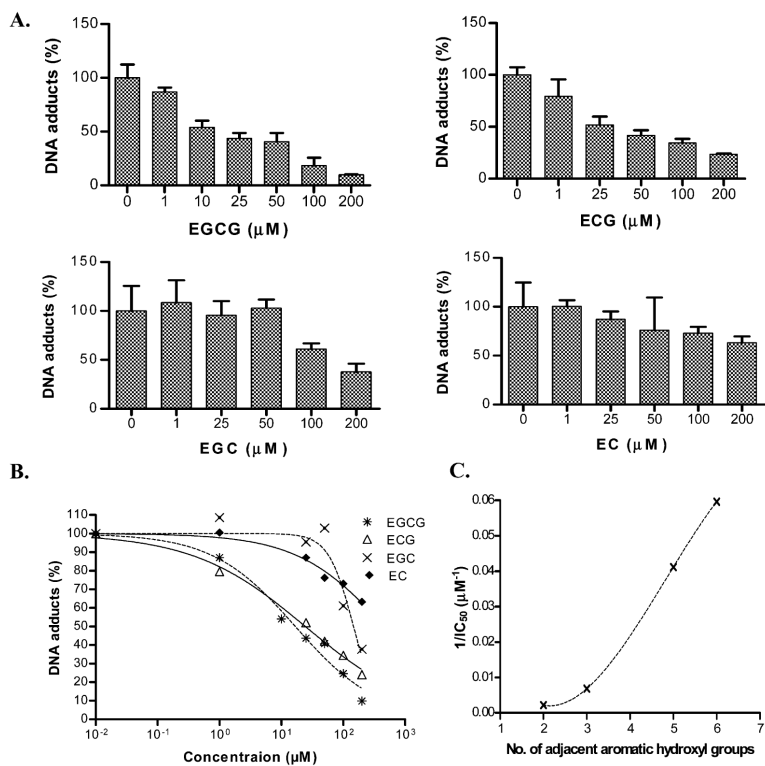 A.
DNA adducts (%)
150
100
50
0
0 1 10 25 50 100 200
EGCG (µM)
DNA adducts (%)
150
100
50
0
0 1 25 50 100 200
ECG (µM)
DNA adducts (%)
150
100
50
0
0 1 25 50 100 200
EGC (µM)
DNA adducts (%)
150
100
50
0
0 1 25 50 100 200
EC (µM)
B.
DNA adducts (%)
110
100
90
80
70
60
50
40
30
20
10
0
10⁻² 10⁻¹ 10⁰ 10¹ 10² 10³
Concentraion (µM)
EGCG
ECG
EGC
EC
C.
1/IC₅₀ (µM⁻¹)
0.06
0.05
0.04
0.03
0.02
0.01
0.00
1 2 3 4 5 6 7
No. of adjacent aromatic hydroxyl groups